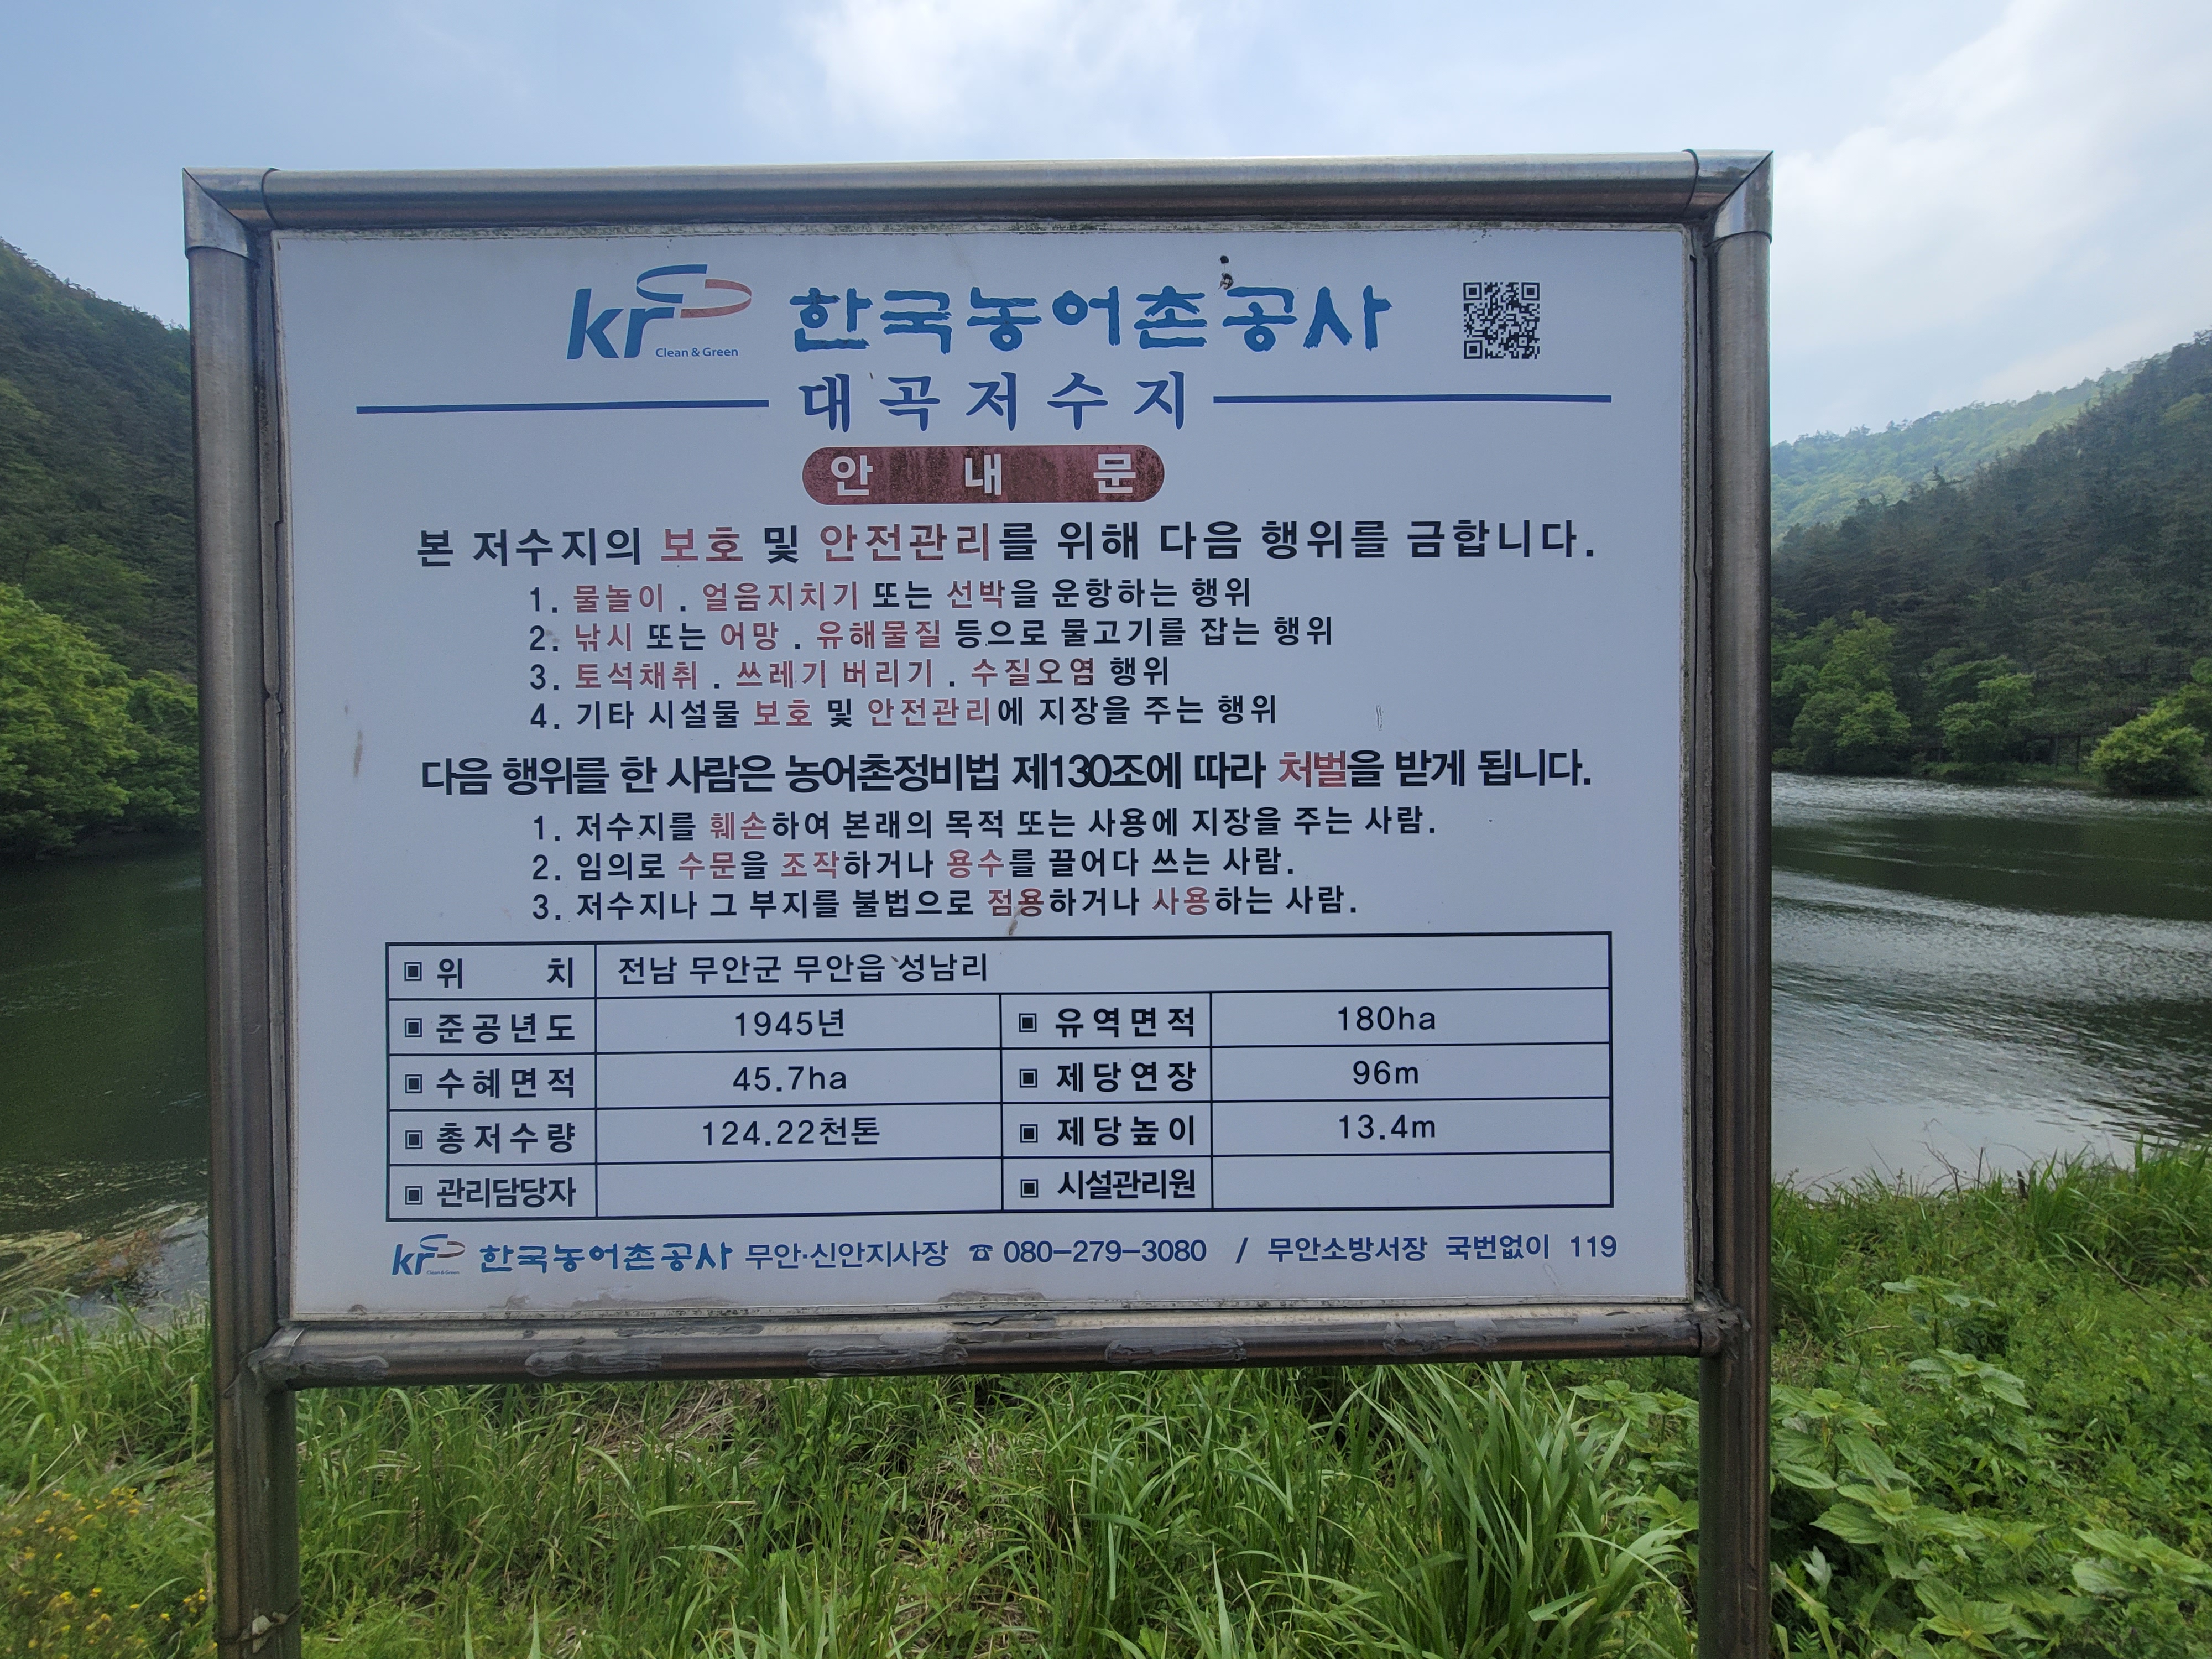 kr Clean & Green 한국농어촌공사
대곡저수지
안내문
본 저수지의 보호 및 안전관리를 위해 다음 행위를 금합니다.
1. 물놀이 . 얼음지치기 또는 선박을 운항하는 행위
2. 낚시 또는 어망 . 유해물질 등으로 물고기를 잡는 행위
3. 토석채취 . 쓰레기 버리기 . 수질오염 행위
4. 기타 시설물 보호 및 안전관리에 지장을 주는 행위
다음 행위를 한 사람은 농어촌정비법 제130조에 따라 처벌을 받게 됩니다.
1. 저수지를 훼손하여 본래의 목적 또는 사용에 지장을 주는 사람.
2. 임의로 수문을 조작하거나 용수를 끌어다 쓰는 사람.
3. 저수지나 그 부지를 불법으로 점용하거나 사용하는 사람.
▣ 위 치 전남 무안군 무안읍 성남리
▣ 준공년도 1945년 ▣ 유역면적 180ha
▣ 수혜면적 45.7ha ▣ 제당연장 96m
▣ 총저수량 124.22천톤 ▣ 제당높이 13.4m
▣ 관리담당자 ▣ 시설관리원
kr Clean & Green 한국농어촌공사 무안·신안지사장 ☎ 080-279-3080 / 무안소방서장 국번없이 119